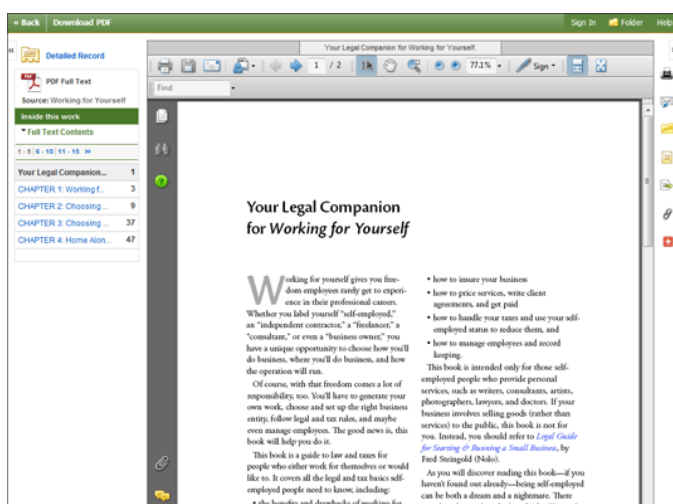 « Back Download PDF Sign In Folder Help
«
Detailed Record
PDF Full Text
Source: Working for Yourself
Inside this work
Full Text Contents
1 - 5 6 - 10 11 - 15 »
Your Legal Companion... 1
CHAPTER 1: Working f... 3
CHAPTER 2: Choosing ... 9
CHAPTER 3: Choosing ... 37
CHAPTER 4: Home Alon... 47
Your Legal Companion for Working for Yourself.
1 / 2 77.1% Sign
Find
Your Legal Companion
for Working for Yourself
Working for yourself gives you free-
dom employees rarely get to experi-
ence in their professional careers.
Whether you label yourself “self-employed,”
an “independent contractor,” a “freelancer,” a
“consultant,” or even a “business owner,” you
have a unique opportunity to choose how you'll
do business, where you'll do business, and how
the operation will run.
Of course, with that freedom comes a lot of
responsibility, too. You'll have to generate your
own work, choose and set up the right business
entity, follow legal and tax rules, and maybe
even manage employees. The good news is, this
book will help you do it.
This book is a guide to law and taxes for
people who either work for themselves or would
like to. It covers all the legal and tax basics self-
employed people need to know, including:
• the benefits and drawbacks of working for
• how to insure your business
• how to price services, write client
agreements, and get paid
• how to handle your taxes and use your self-
employed status to reduce them, and
• how to manage employees and record
keeping.
This book is intended only for those self-
employed people who provide personal
services, such as writers, consultants, artists,
photographers, lawyers, and doctors. If your
business involves selling goods (rather than
services) to the public, this book is not for
you. Instead, you should refer to Legal Guide
for Starting & Running a Small Business, by
Fred Steingold (Nolo).
As you will discover reading this book—if you
haven't found out already—being self-employed
can be both a dream and a nightmare. There